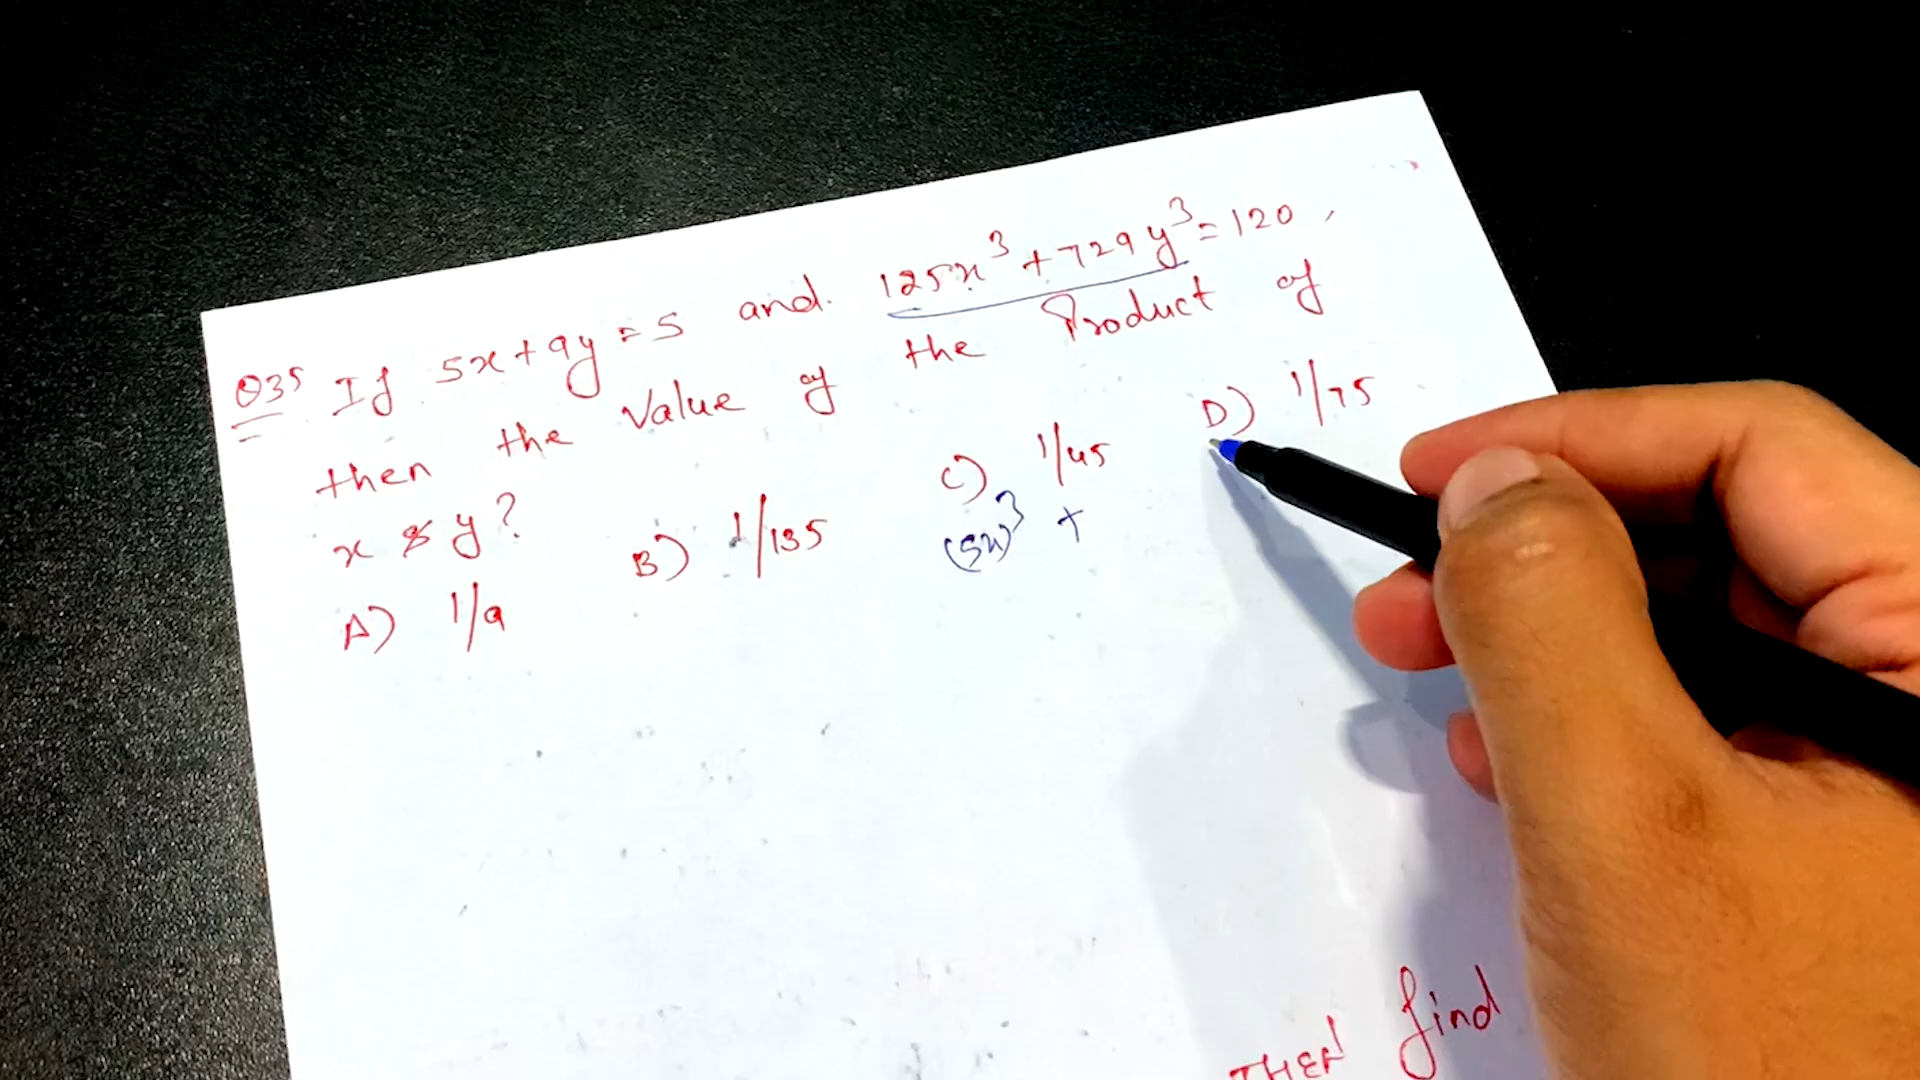 Q35 If 5x + 9y = 5 and 125x³ + 729y³ = 120,
then the value of the Product of
x & y?
A) 1/9 B) 1/135 C) 1/45 D) 1/75
(5x)³ +
THEN find